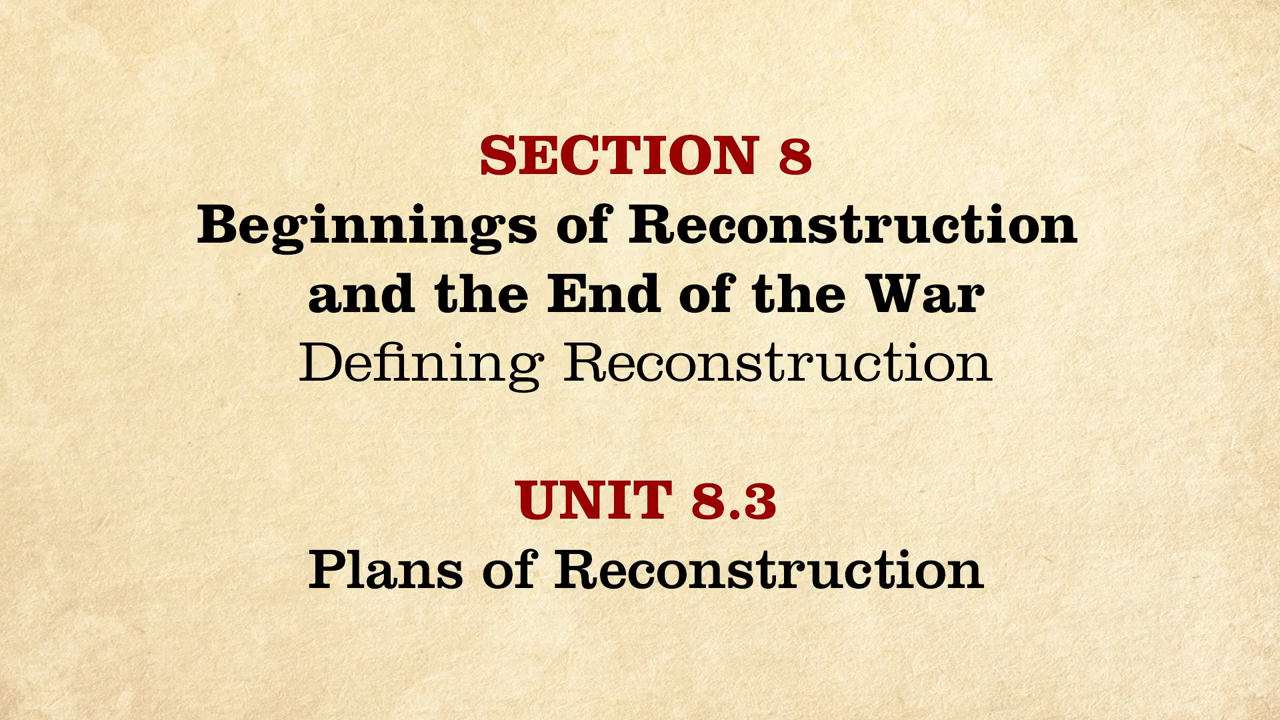 SECTION 8
Beginnings of Reconstruction
and the End of the War
Defining Reconstruction
UNIT 8.3
Plans of Reconstruction